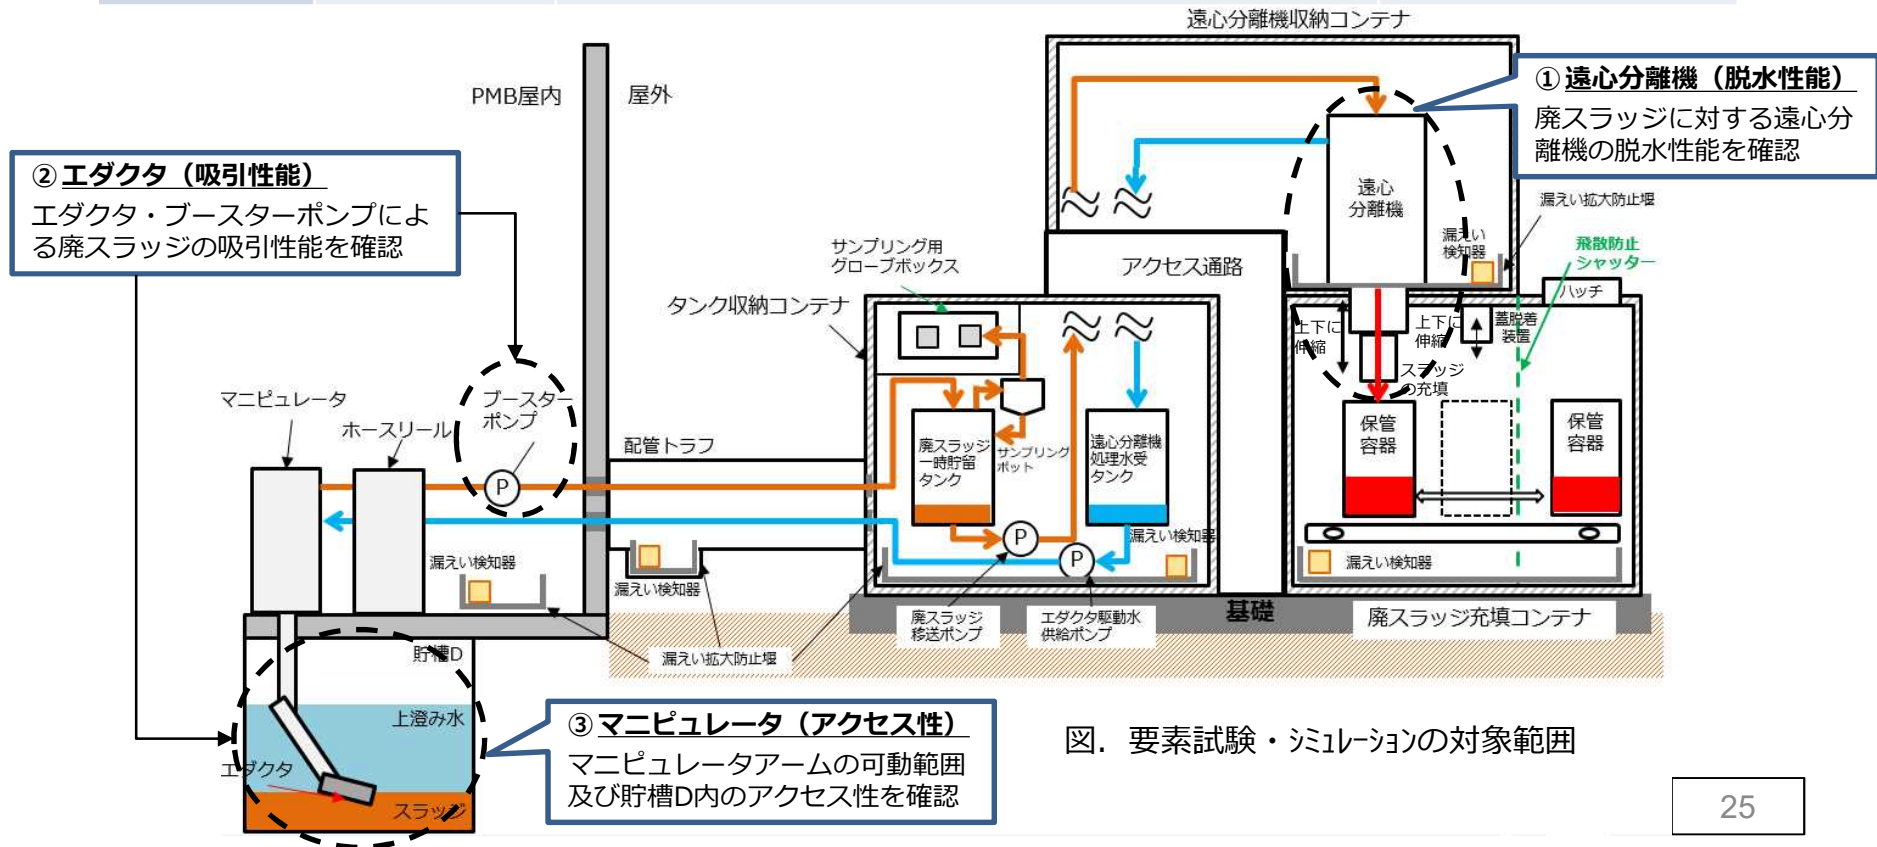 遠心分離機収納コンテナ
① 遠心分離機（脱水性能）
廃スラッジに対する遠心分
離機の脱水性能を確認
PMB屋内
屋外
② エダクタ（吸引性能）
エダクタ・ブースターポンプによ
る廃スラッジの吸引性能を確認
遠心
分離機
漏えい
検知器
漏えい拡大防止堰
飛散防止
シャッター
ハッチ
サンプリング用
グローブボックス
アクセス通路
タンク収納コンテナ
上下に
伸縮
上下に
伸縮
蓋脱着
装置
スラッジ
の充填
マニピュレータ
ホースリール
ブースター
ポンプ
P
配管トラフ
廃スラッジ
一時貯留
タンク
サンプリング
ポット
遠心分離機
処理水受
タンク
保管
容器
保管
容器
P
P
漏えい検知器
漏えい検知器
漏えい検知器
漏えい検知器
廃スラッジ
移送ポンプ
エダクタ駆動水
供給ポンプ
基礎
廃スラッジ充填コンテナ
漏えい拡大防止堰
貯槽D
上澄み水
エダクタ
スラッジ
③ マニピュレータ（アクセス性）
マニピュレータアームの可動範囲
及び貯槽D内のアクセス性を確認
図．要素試験・ｼﾐｭﾚｰｼｮﾝの対象範囲
25